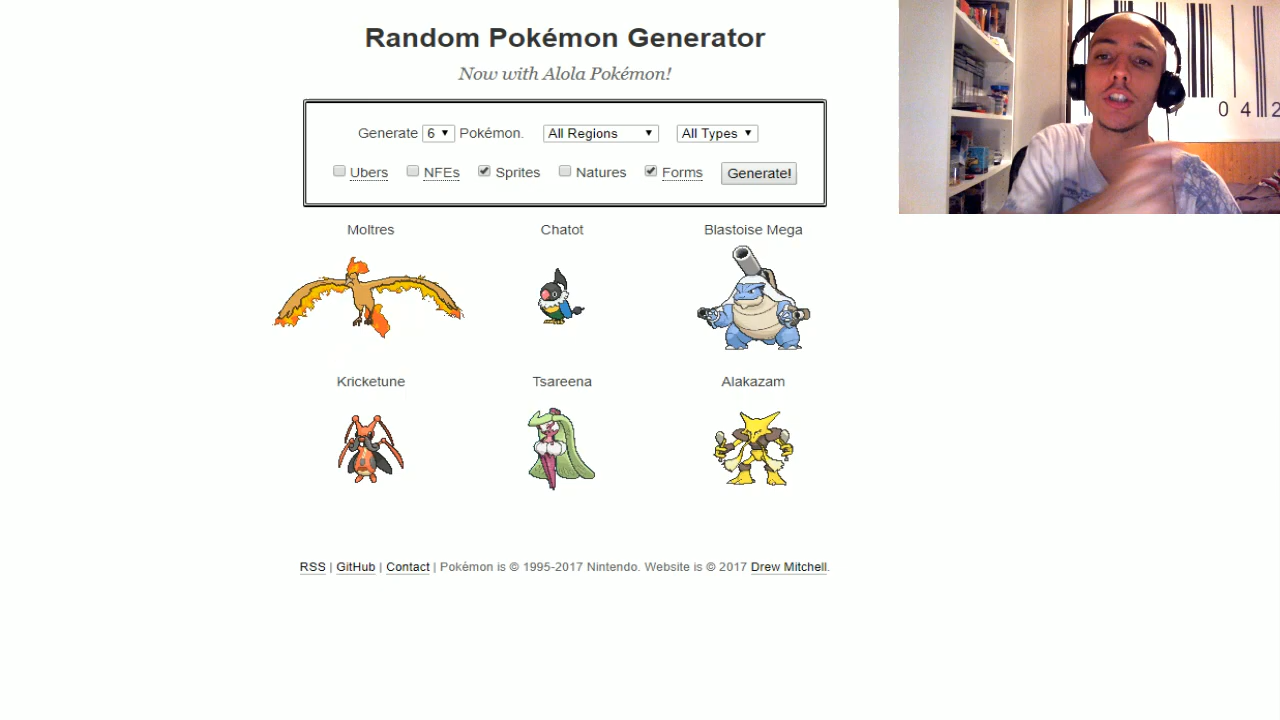 Random Pokémon Generator
Now with Alola Pokémon!
Generate 6 Pokémon. All Regions All Types
Ubers NFEs Sprites Natures Forms Generate!
Moltres Chatot Blastoise Mega
Kricketune Tsareena Alakazam
RSS | GitHub | Contact | Pokémon is © 1995-2017 Nintendo. Website is © 2017 Drew Mitchell.
042